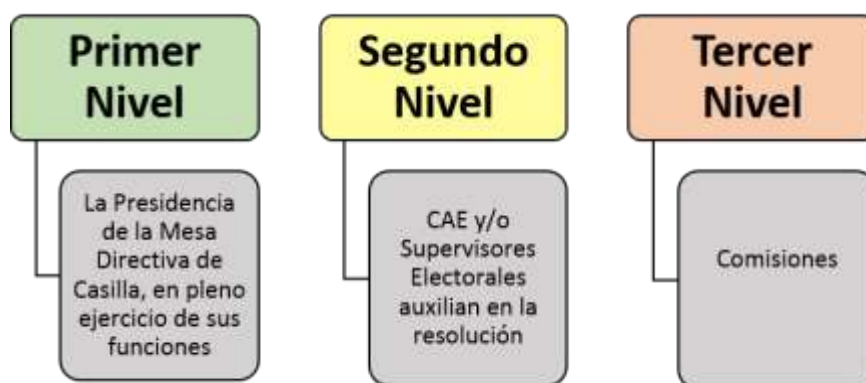 Primer
Nivel
La Presidencia
de la Mesa
Directiva de
Casilla, en pleno
ejercicio de sus
funciones
Segundo
Nivel
CAE y/o
Supervisores
Electorales
auxilian en la
resolución
Tercer
Nivel
Comisiones